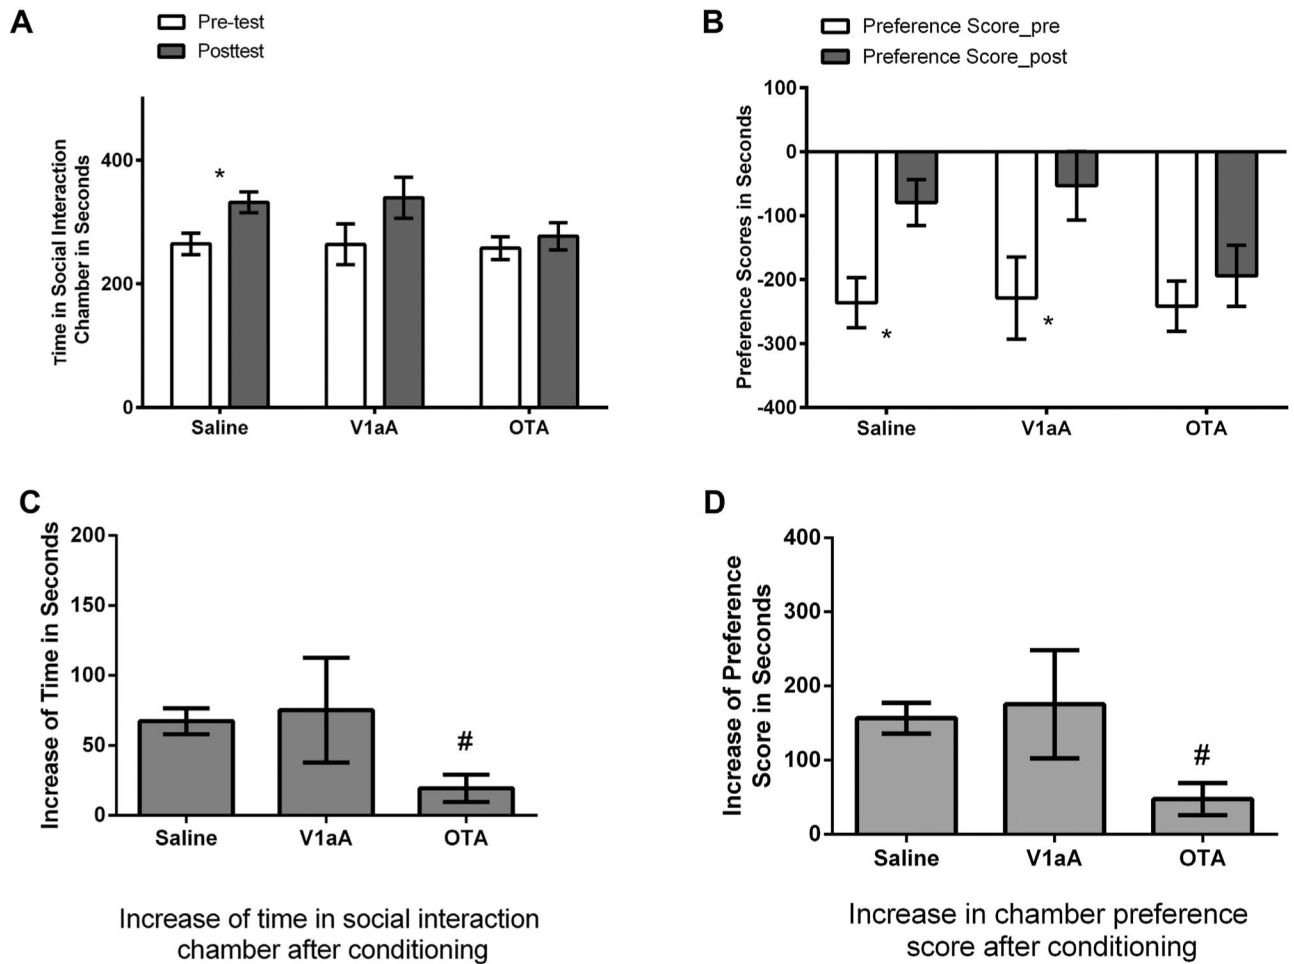 A
Pre-test
Posttest
Time in Social Interaction
Chamber in Seconds
400
200
0
*
Saline
V1aA
OTA
B
Preference Score_pre
Preference Score_post
Preference Scores in Seconds
100
0
-100
-200
-300
-400
*
*
Saline
V1aA
OTA
C
Increase of Time in Seconds
200
150
100
50
0
#
Saline
V1aA
OTA
Increase of time in social interaction
chamber after conditioning
D
Increase of Preference
Score in Seconds
400
300
200
100
0
#
Saline
V1aA
OTA
Increase in chamber preference
score after conditioning